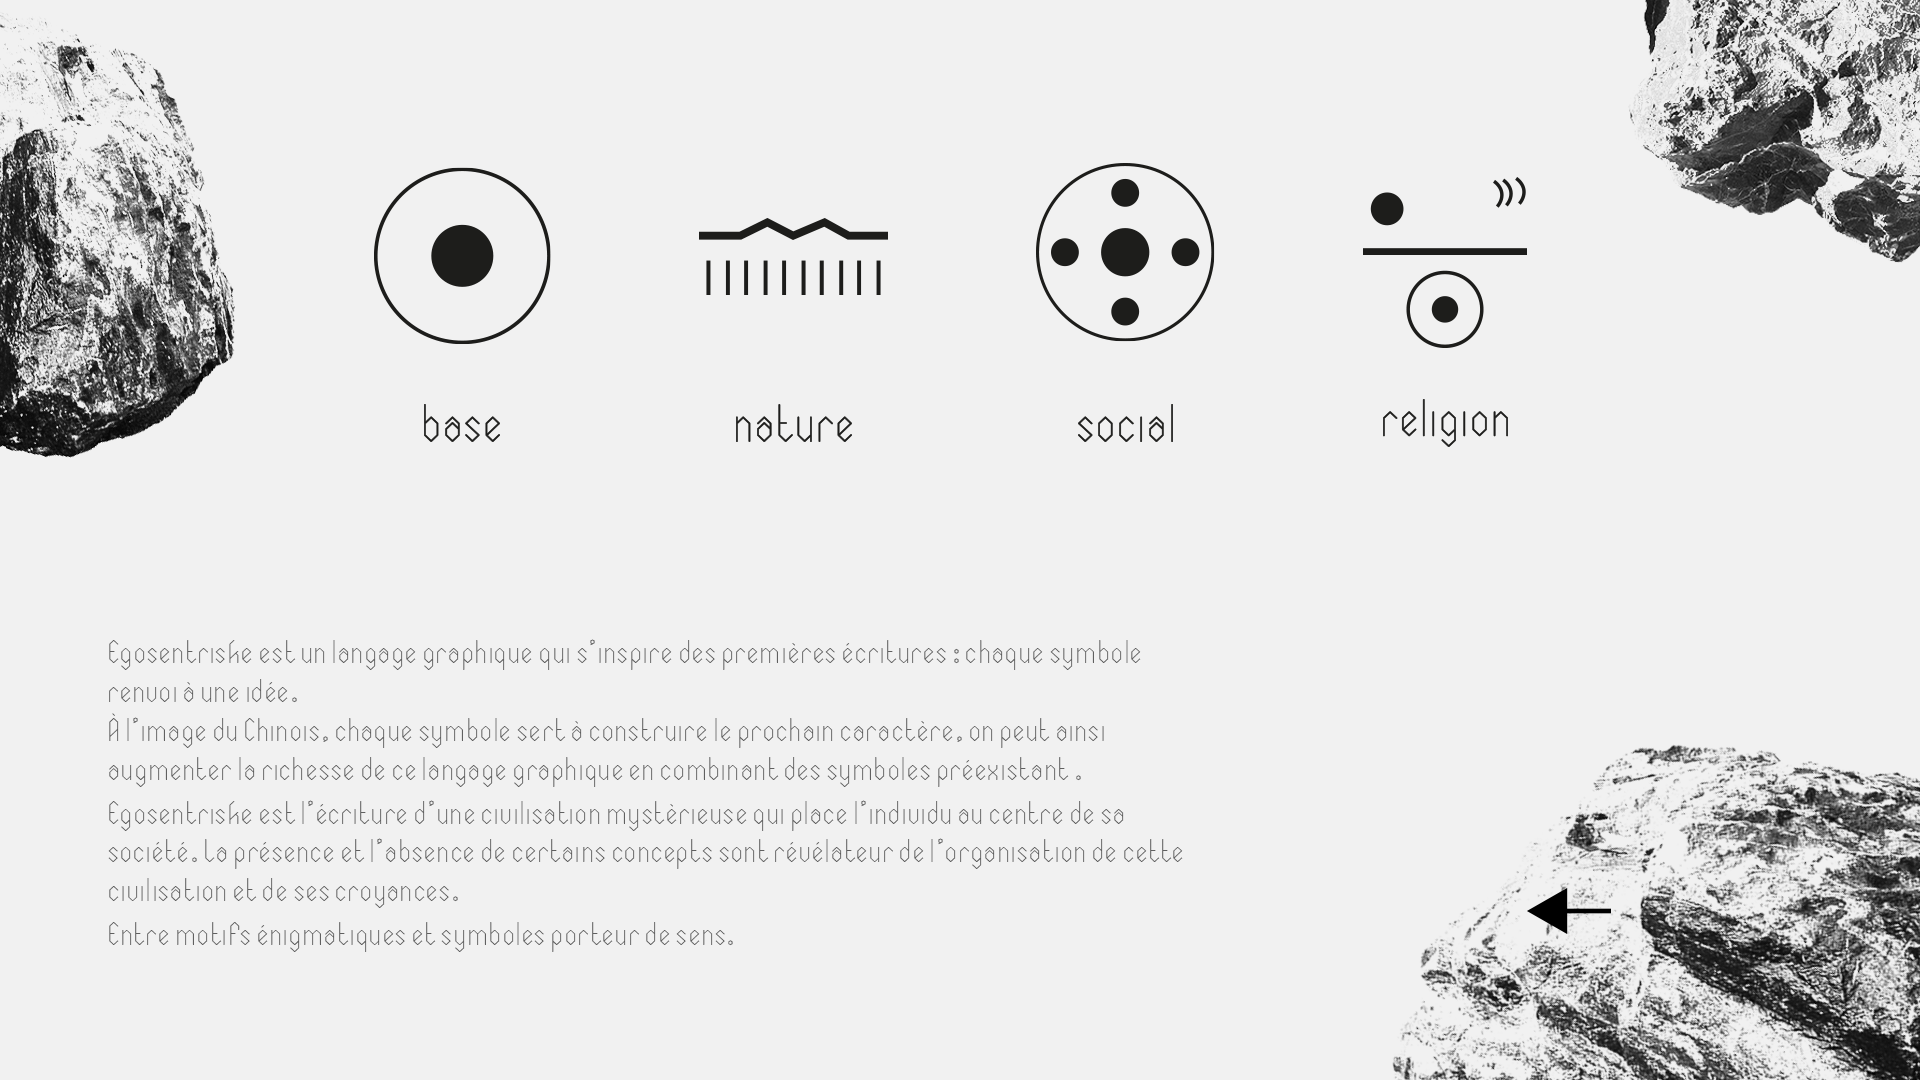 base
nature
social
religion
Egosentriske est un langage graphique qui s'inspire des premières écritures : chaque symbole
renvoi à une idée.
À l'image du Chinois, chaque symbole sert à construire le prochain caractère, on peut ainsi
augmenter la richesse de ce langage graphique en combinant des symboles préexistant .
Egosentriske est l'écriture d'une civilisation mystèrieuse qui place l'individu au centre de sa
société. La présence et l'absence de certains concepts sont révélateur de l'organisation de cette
civilisation et de ses croyances.
Entre motifs énigmatiques et symboles porteur de sens.